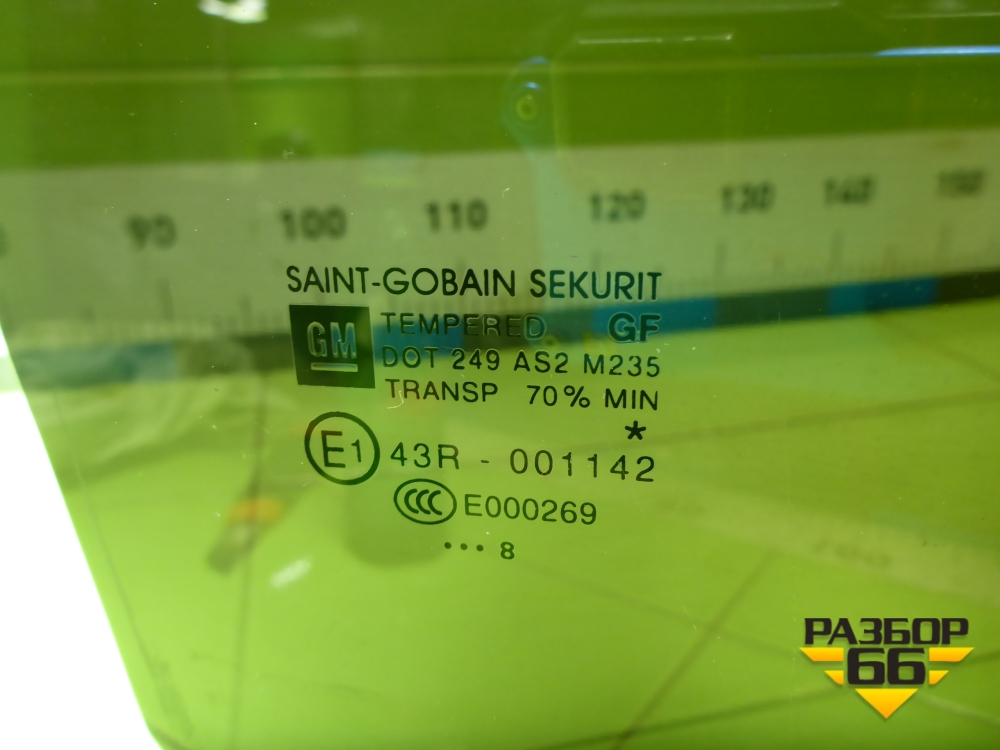 90 100 110 120 130 140 150
SAINT-GOBAIN SEKURIT
GM
TEMPERED GF
DOT 249 AS2 M235
TRANSP 70% MIN
*
E1 43R - 001142
CCC E000269
••• 8
РАЗБОР
66